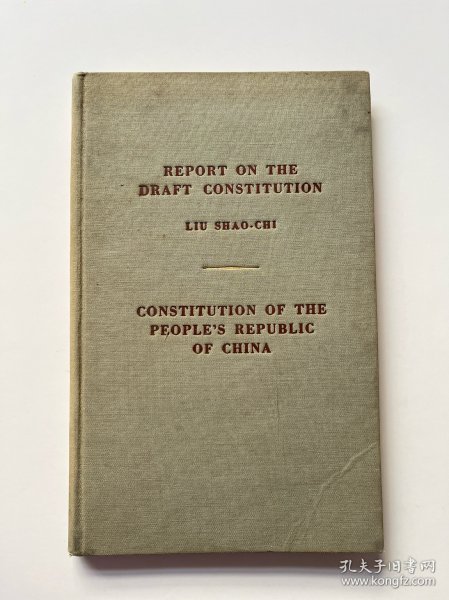 REPORT ON THE
DRAFT CONSTITUTION
LIU SHAO-CHI
CONSTITUTION OF THE
PEOPLE'S REPUBLIC
OF CHINA
孔夫子旧书网
www.kongfz.com